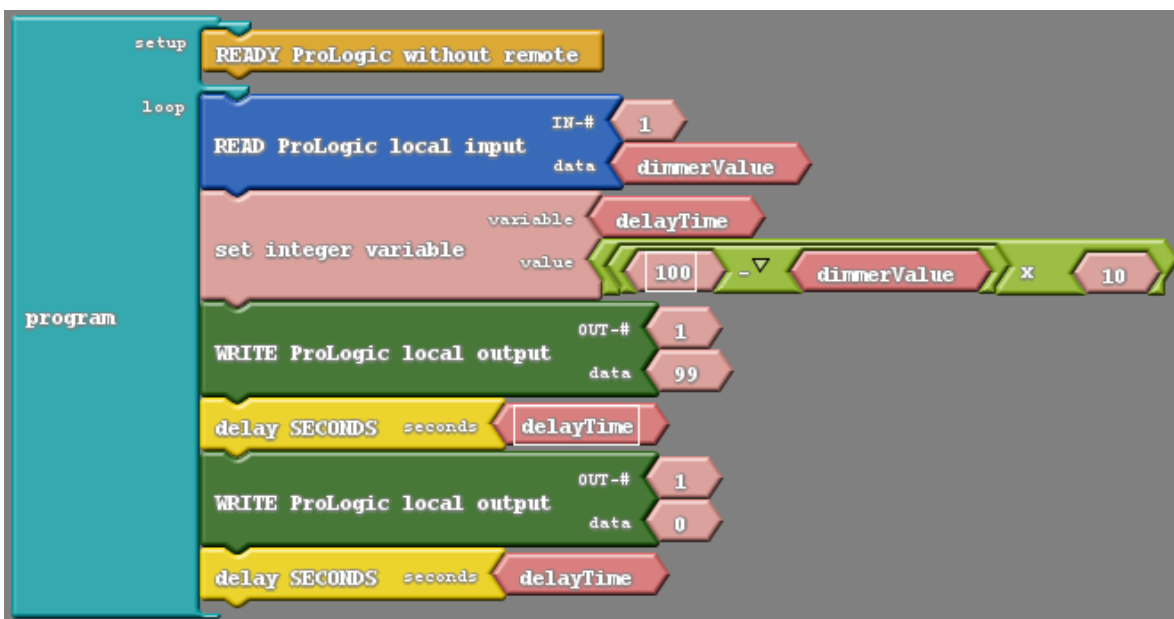 setup
READY ProLogic without remote
loop
IN-# 1
READ ProLogic local input
data dimmerValue
variable delayTime
set integer variable
value 100 - dimmerValue x 10
program
OUT-# 1
WRITE ProLogic local output
data 99
delay SECONDS seconds delayTime
OUT-# 1
WRITE ProLogic local output
data 0
delay SECONDS seconds delayTime